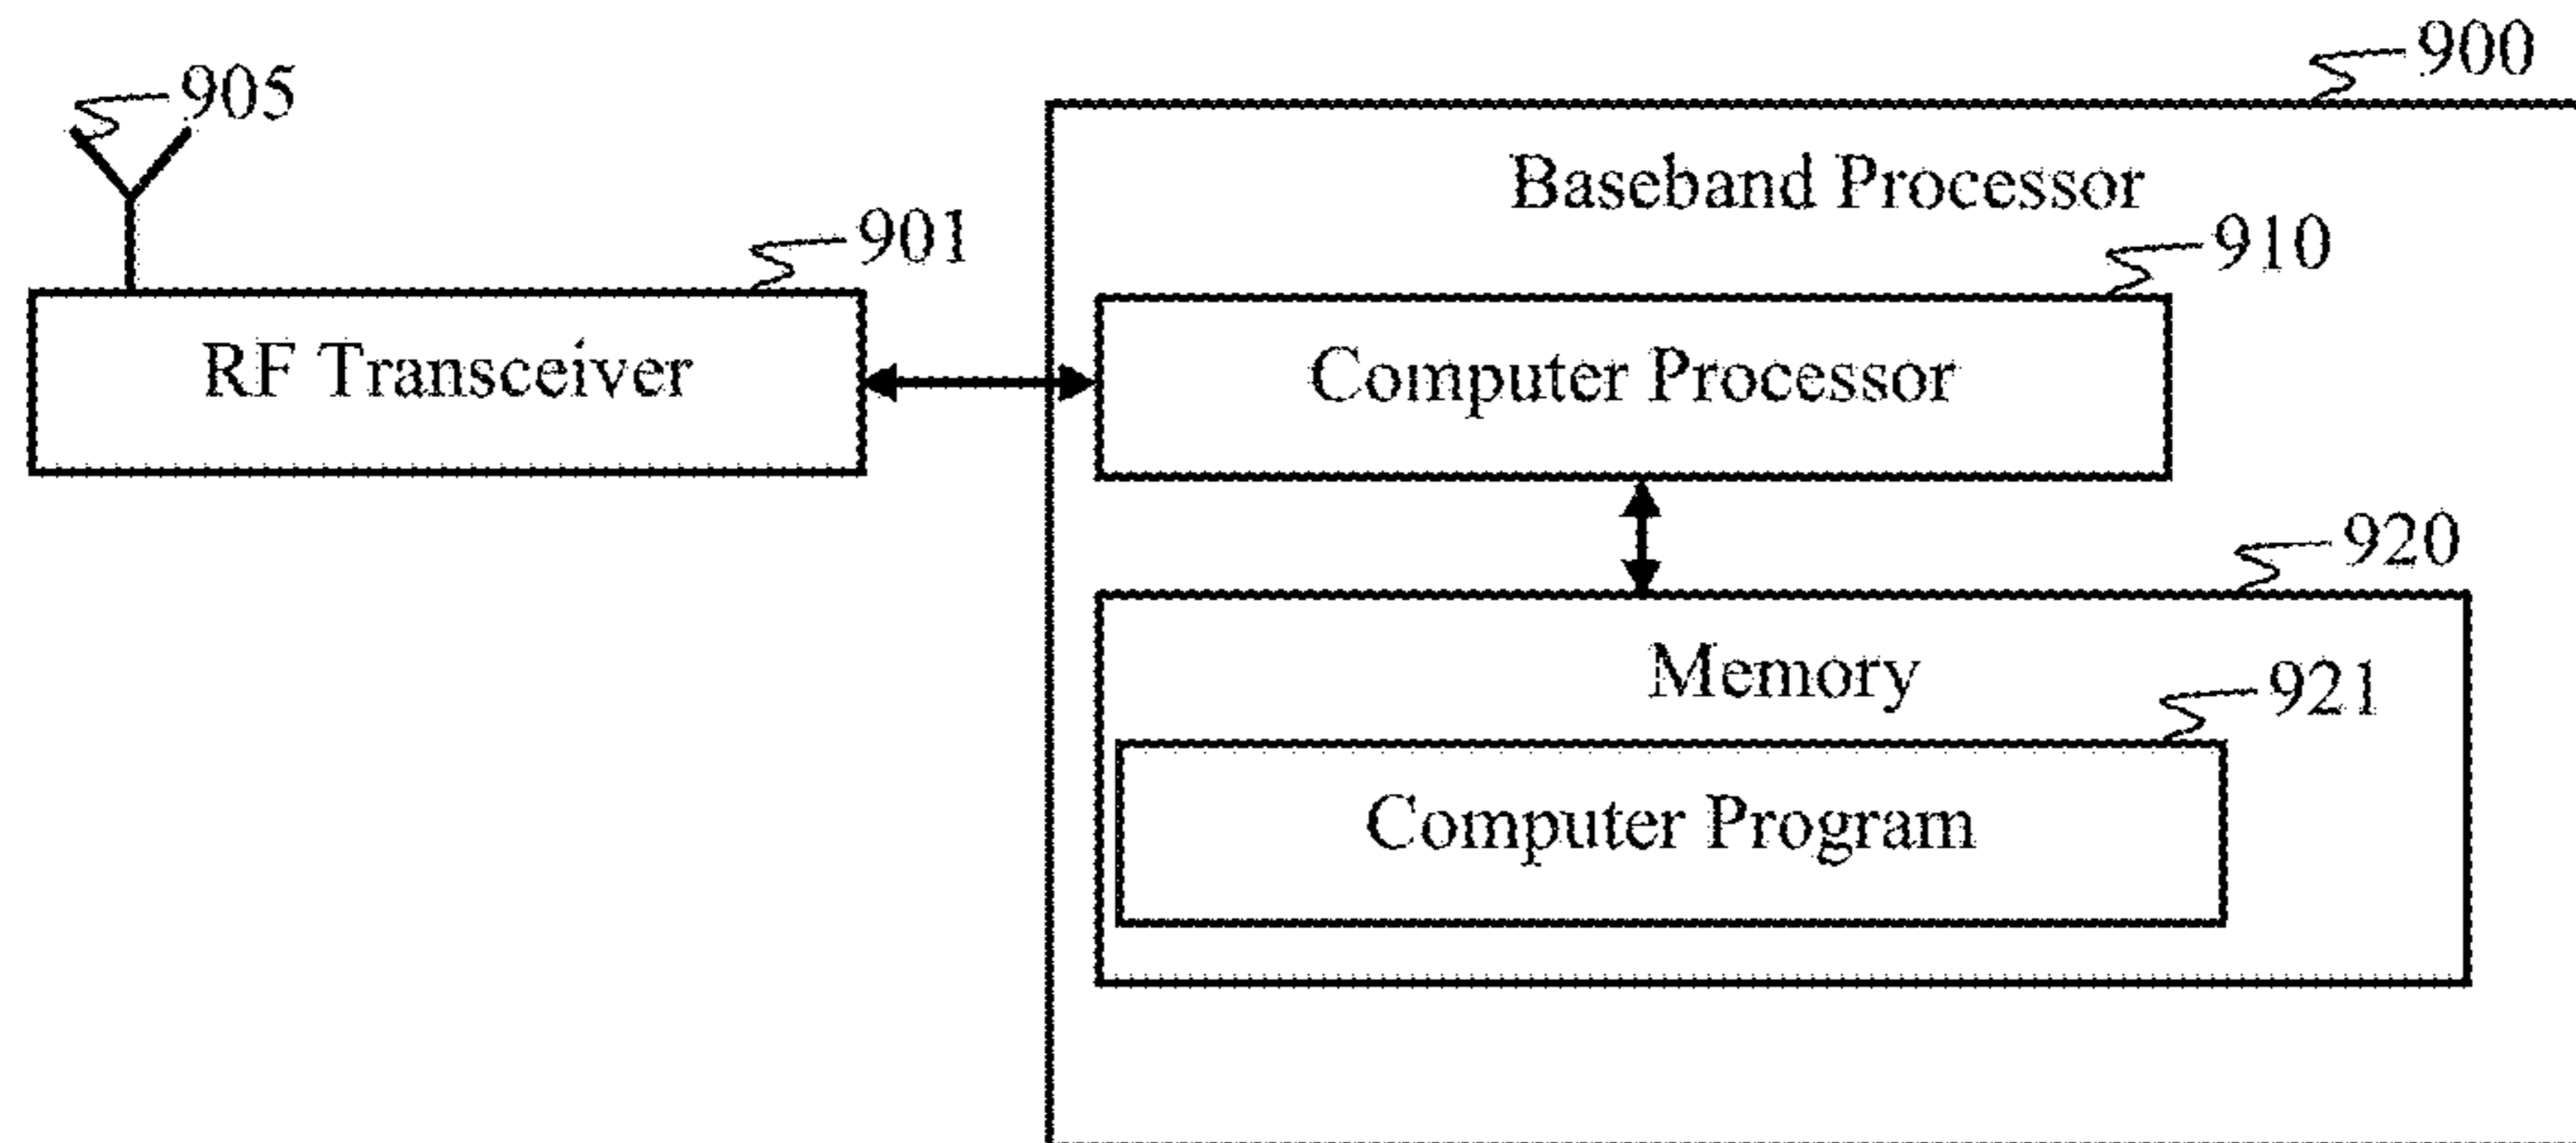 900
905
Baseband Processor
901
910
RF Transceiver
Computer Processor
920
Memory
921
Computer Program